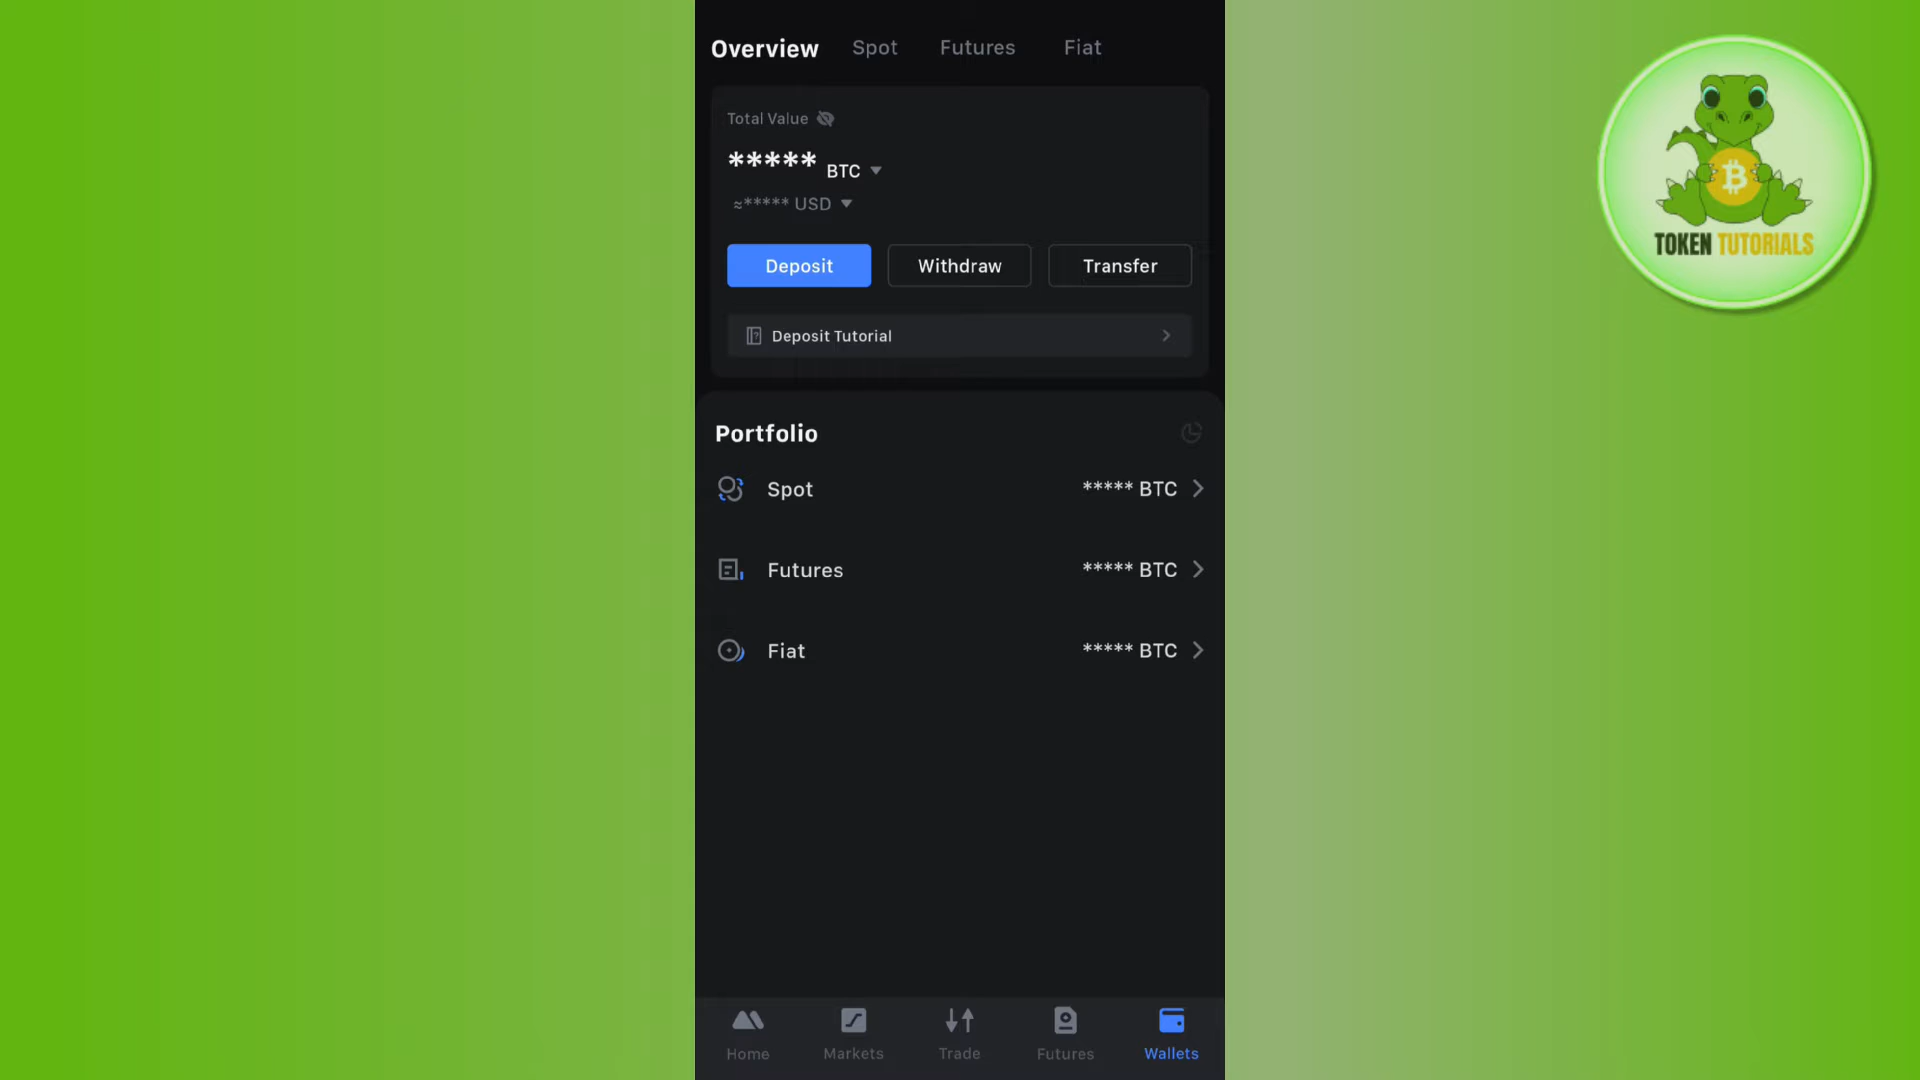 Overview Spot Futures Fiat
Total Value
***** BTC
≈***** USD
Deposit Withdraw Transfer
Deposit Tutorial
Portfolio
Spot ***** BTC
Futures ***** BTC
Fiat ***** BTC
Home Markets Trade Futures Wallets
TOKEN TUTORIALS